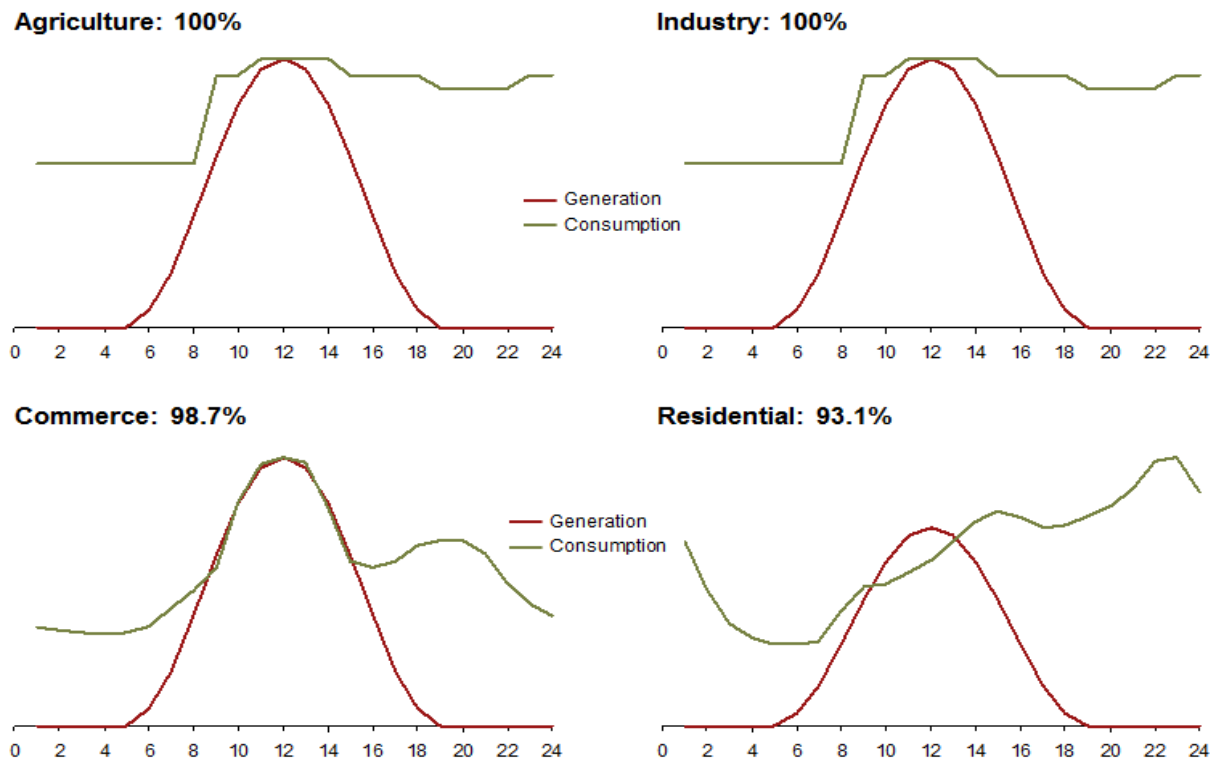 Agriculture: 100%
Industry: 100%
Generation
Consumption
0 2 4 6 8 10 12 14 16 18 20 22 24
0 2 4 6 8 10 12 14 16 18 20 22 24
Commerce: 98.7%
Residential: 93.1%
Generation
Consumption
0 2 4 6 8 10 12 14 16 18 20 22 24
0 2 4 6 8 10 12 14 16 18 20 22 24